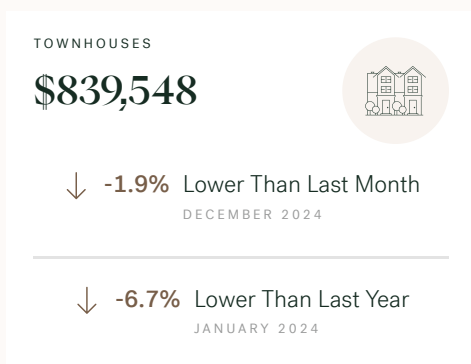 TOWNHOUSES
$839,548
-1.9% Lower Than Last Month
DECEMBER 2024
-6.7% Lower Than Last Year
JANUARY 2024